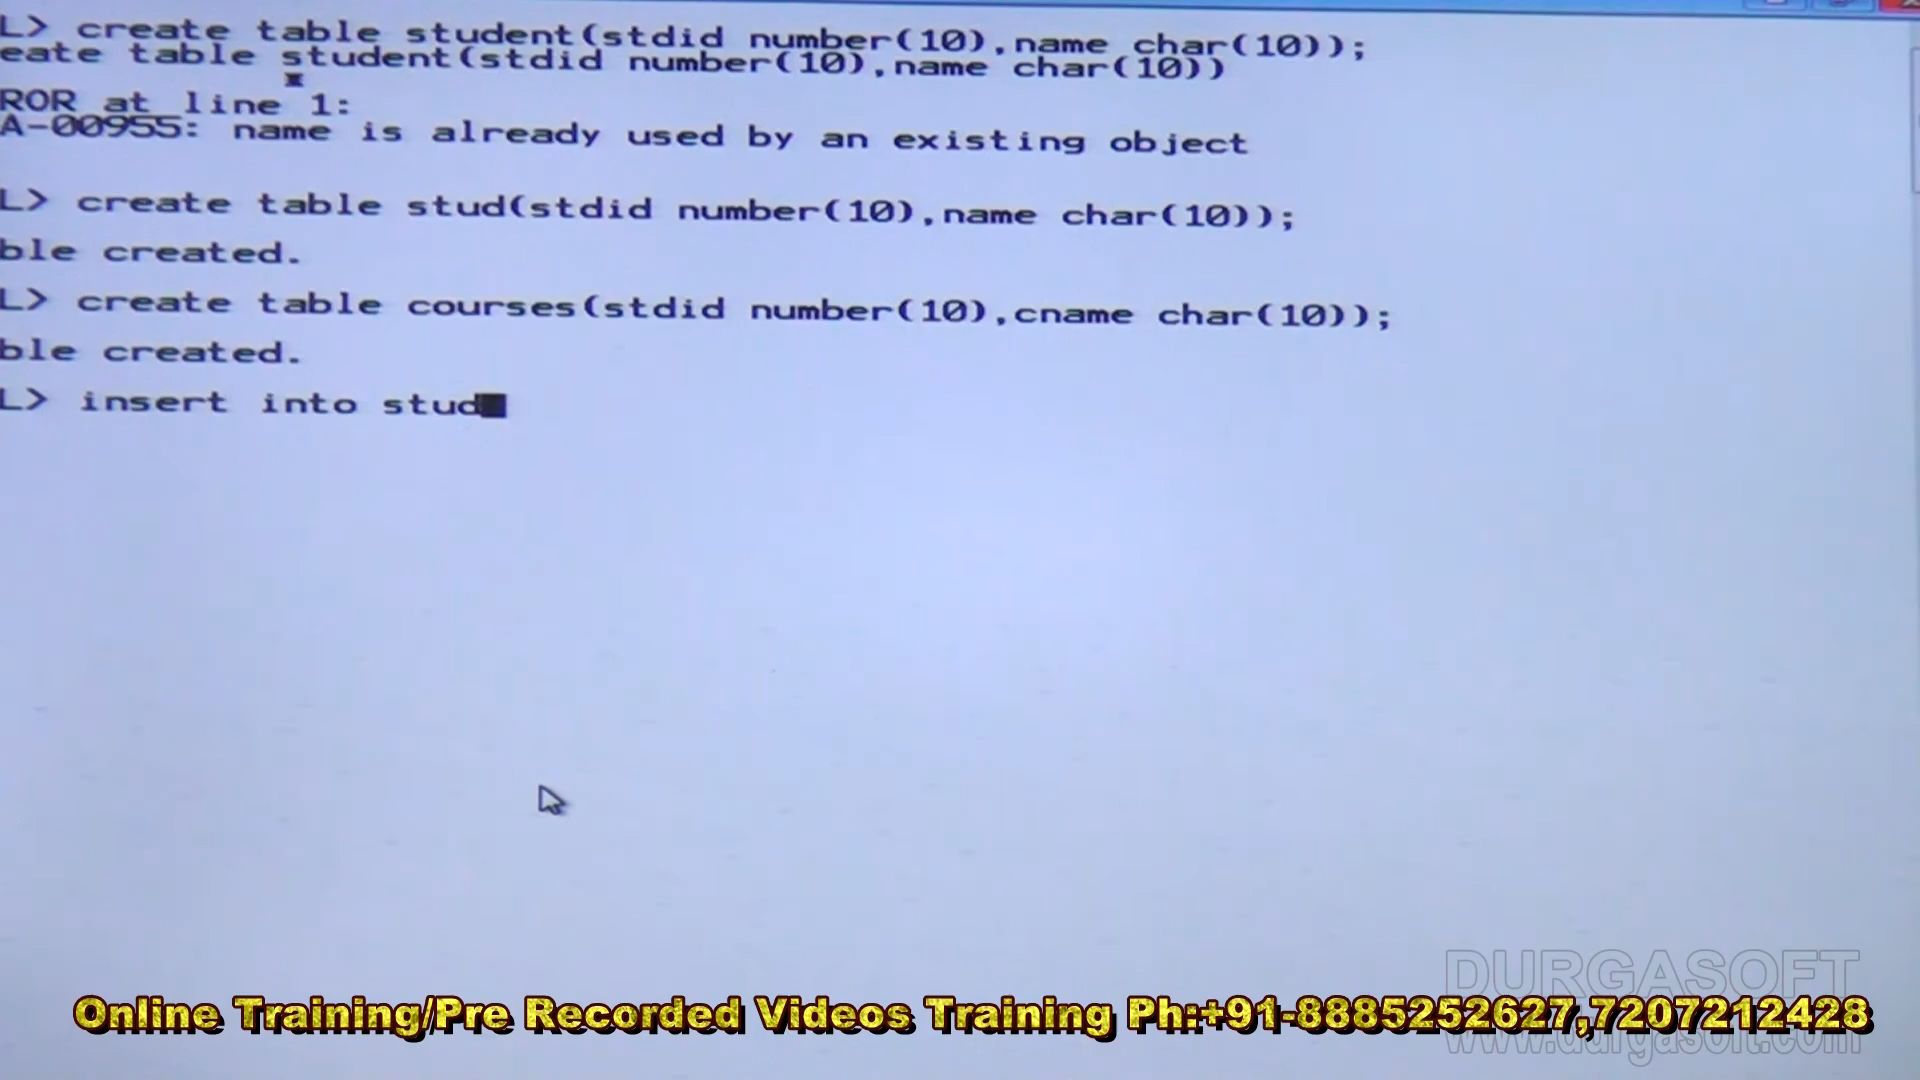 L> create table student(stdid number(10),name char(10));
eate table student(stdid number(10),name char(10))
*
ROR at line 1:
A-00955: name is already used by an existing object
L> create table stud(stdid number(10),name char(10));
ble created.
L> create table courses(stdid number(10),cname char(10));
ble created.
L> insert into stud
DURGASOFT
Online Training/Pre Recorded Videos Training Ph:+91-8885252627,7207212428
www.durgasoft.com